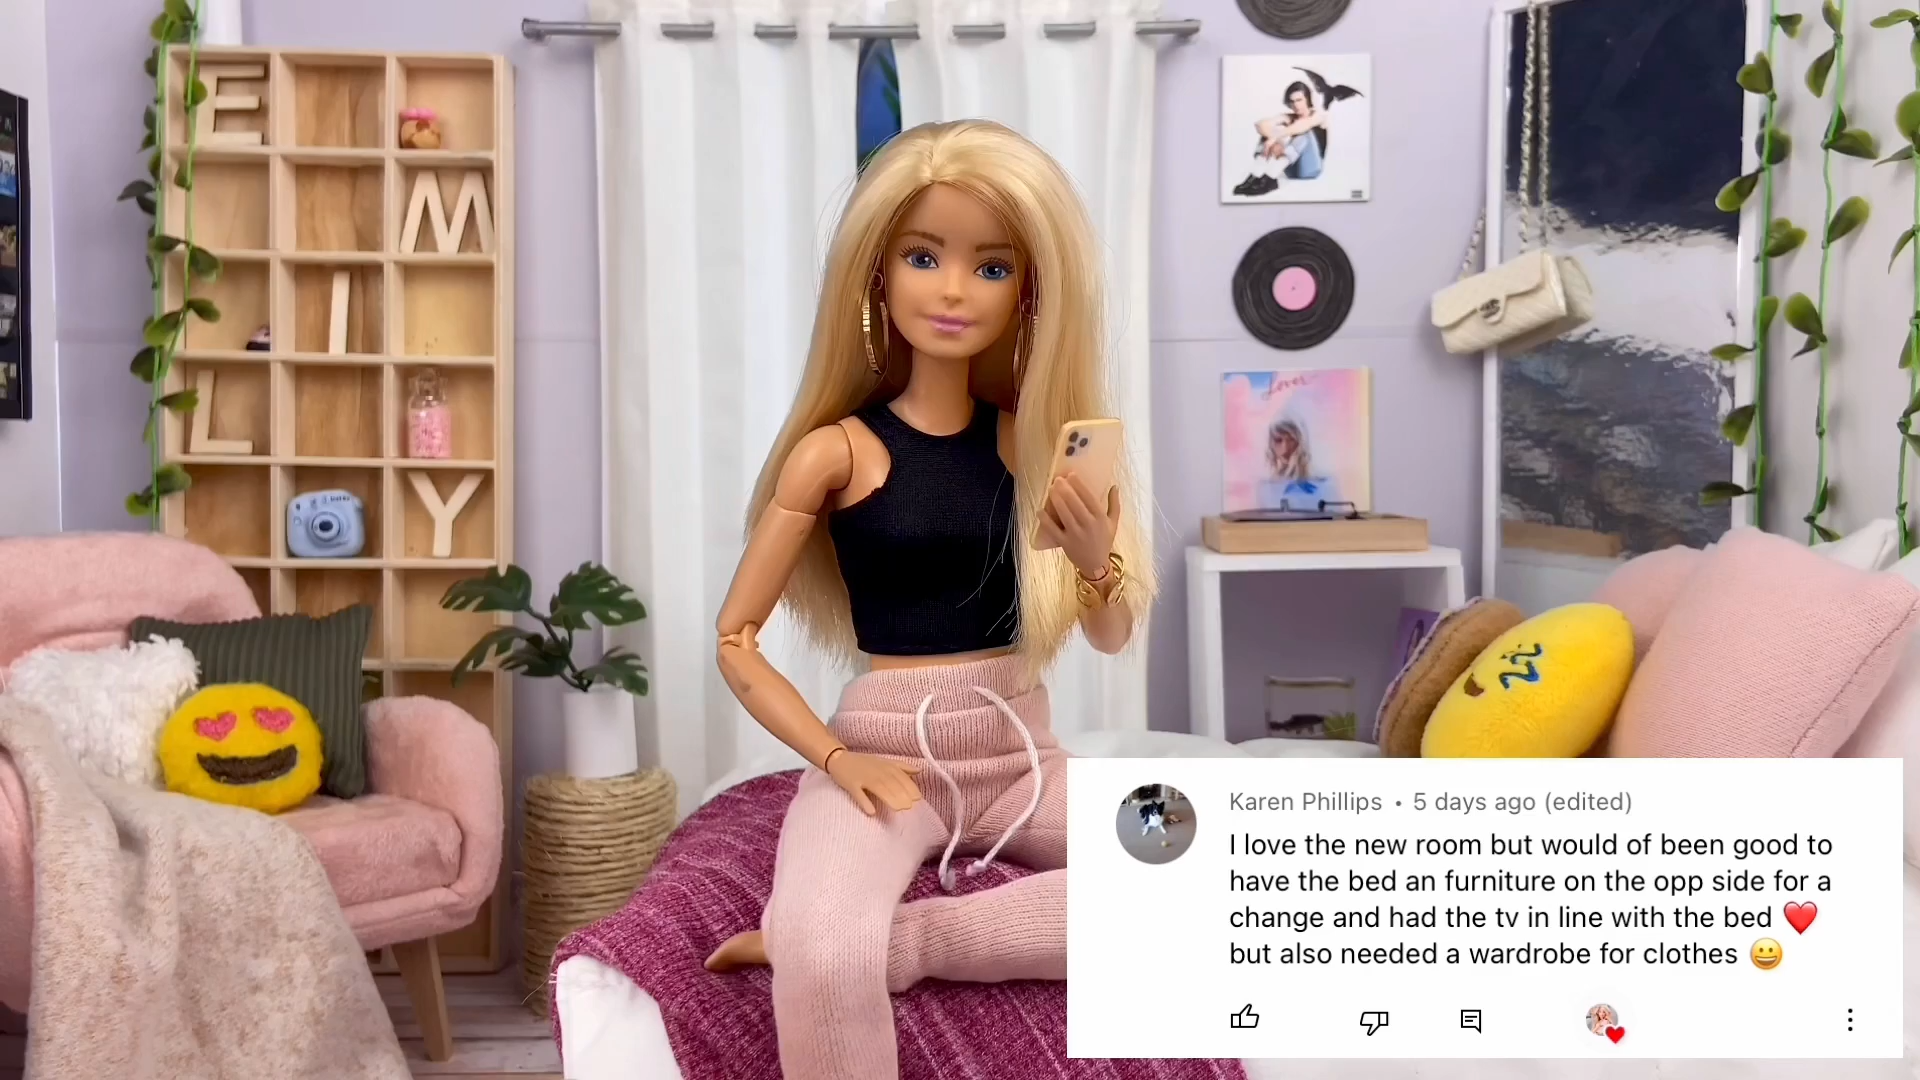 E
M
I
L
Y
Lover
Karen Phillips • 5 days ago (edited)
I love the new room but would of been good to
have the bed an furniture on the opp side for a
change and had the tv in line with the bed ❤️
but also needed a wardrobe for clothes 😀